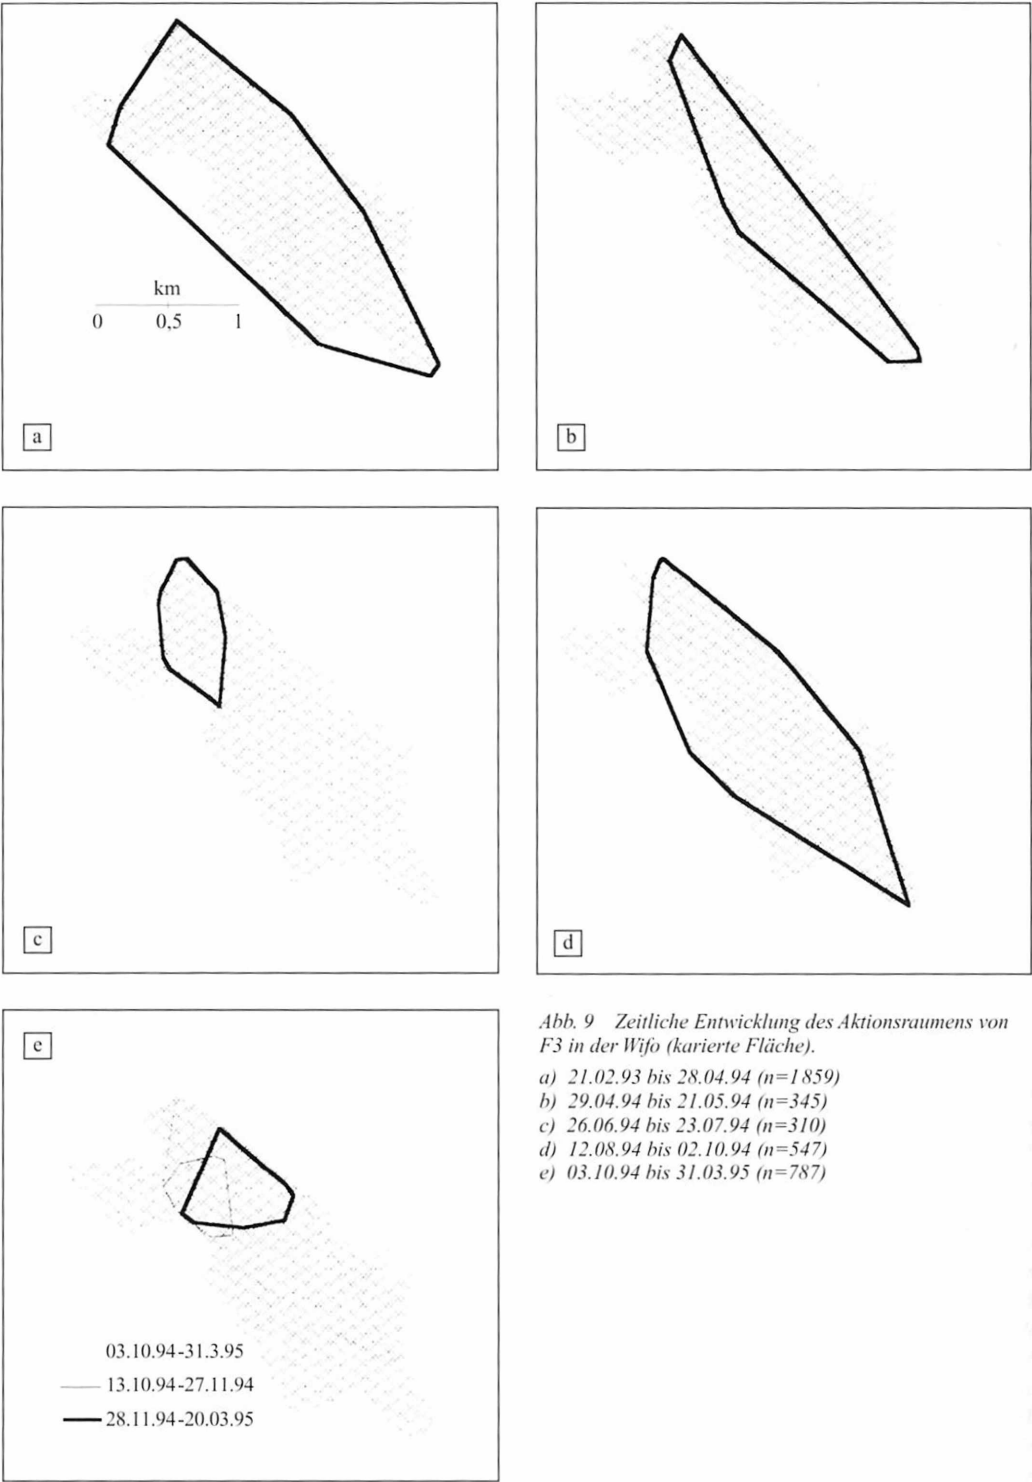 km
0 0,5 1
a
b
c
d
e
03.10.94-31.3.95
13.10.94-27.11.94
28.11.94-20.03.95
Abb. 9 Zeitliche Entwicklung des Aktionsraumens von
F3 in der Wifo (karierte Fläche).
a) 21.02.93 bis 28.04.94 (n=1859)
b) 29.04.94 bis 21.05.94 (n=345)
c) 26.06.94 bis 23.07.94 (n=310)
d) 12.08.94 bis 02.10.94 (n=547)
e) 03.10.94 bis 31.03.95 (n=787)